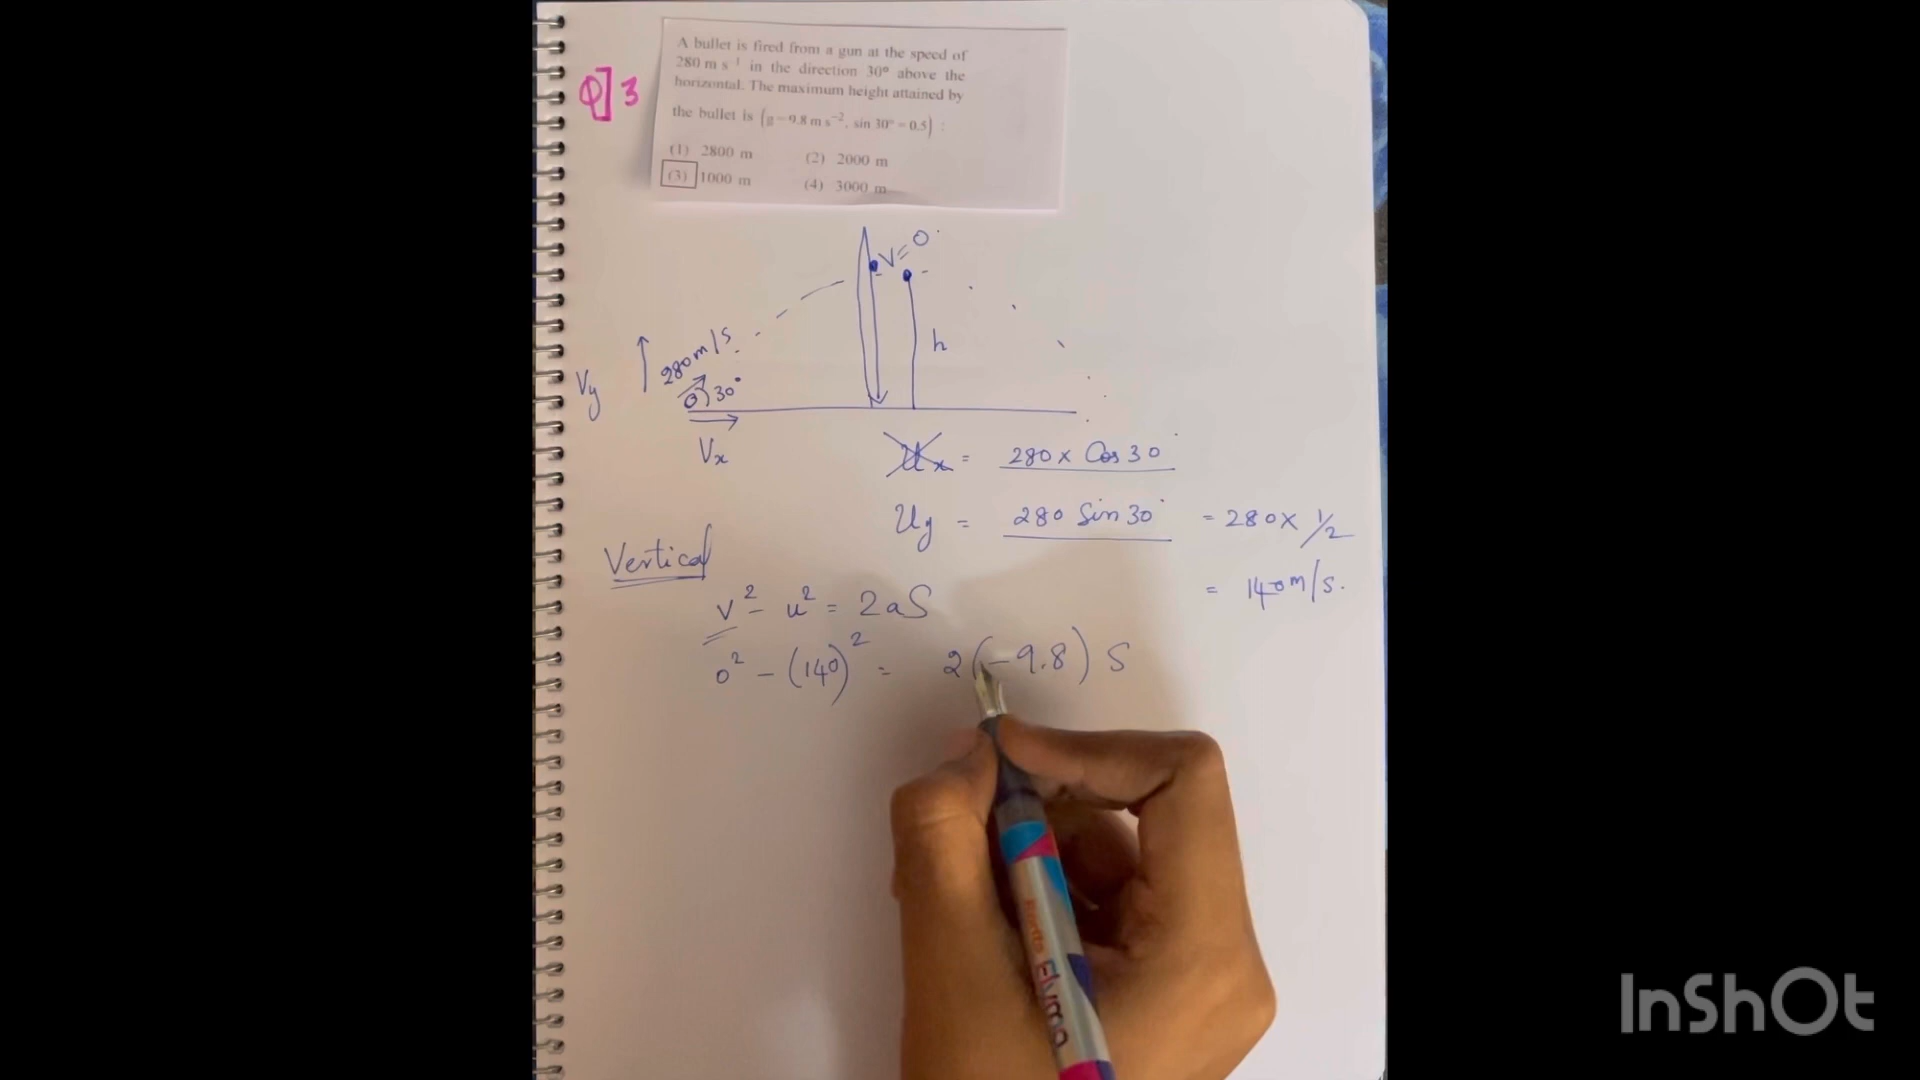 Q] 3
A bullet is fired from a gun at the speed of
280 m s⁻¹ in the direction 30° above the
horizontal. The maximum height attained by
the bullet is (g = 9.8 m s⁻², sin 30° = 0.5) :
(1) 2800 m (2) 2000 m
(3) 1000 m (4) 3000 m
V=0
280m/s
h
Vy
θ 30°
Vx
Ux = 280 x Cos 30°
Uy = 280 Sin 30° = 280 x 1/2
= 140 m/s.
Vertical
v² - u² = 2aS
0² - (140)² = 2(-9.8) S
Elyma
InShOt